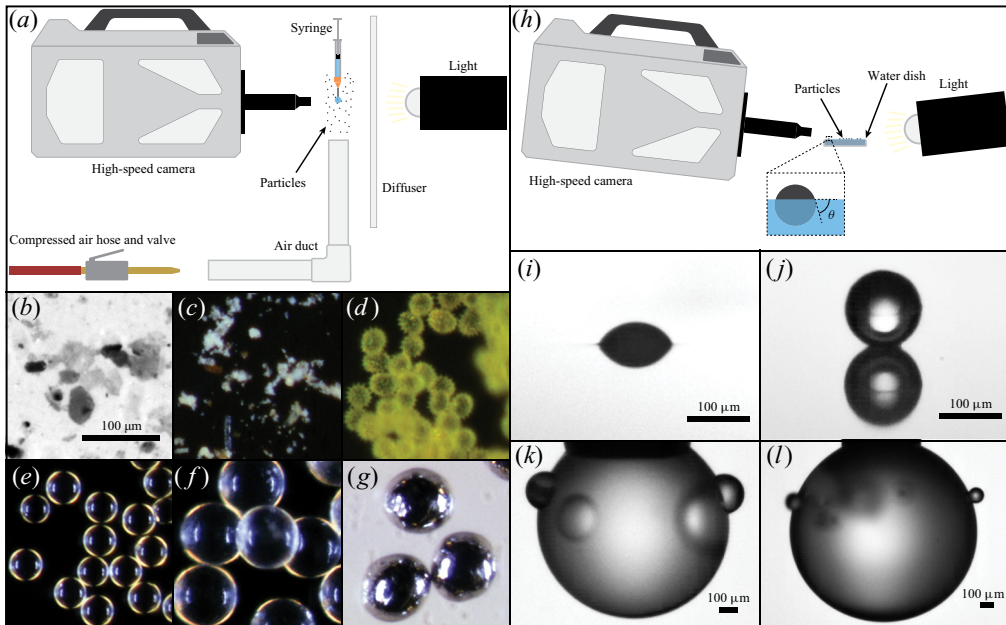 (a)
Syringe
Light
High-speed camera
Particles
Diffuser
Compressed air hose and valve
Air duct
(b)
100 μm
(c)
(d)
(e)
(f)
(g)
(h)
Particles
Water dish
Light
High-speed camera
θ
(i)
100 μm
(j)
100 μm
(k)
100 μm
(l)
100 μm